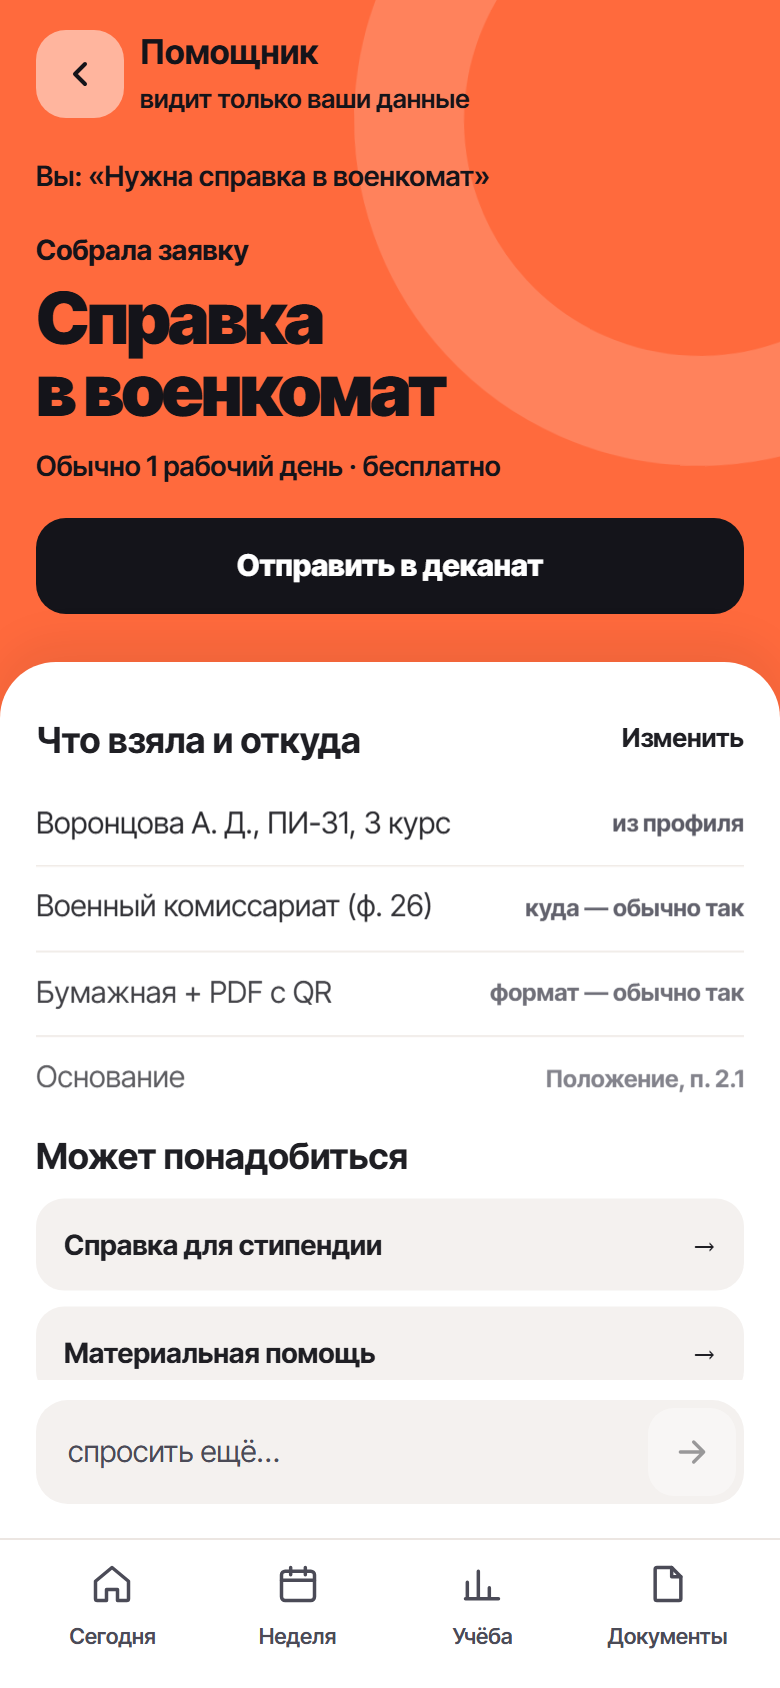 Помощник
видит только ваши данные
Вы: «Нужна справка в военкомат»
Собрала заявку
Справка
в военкомат
Обычно 1 рабочий день · бесплатно
Отправить в деканат
Что взяла и откуда
Изменить
Воронцова А. Д., ПИ-31, 3 курс
из профиля
Военный комиссариат (ф. 26)
куда — обычно так
Бумажная + PDF с QR
формат — обычно так
Основание
Положение, п. 2.1
Может понадобиться
Справка для стипендии →
Материальная помощь →
спросить ещё...
Сегодня
Неделя
Учёба
Документы